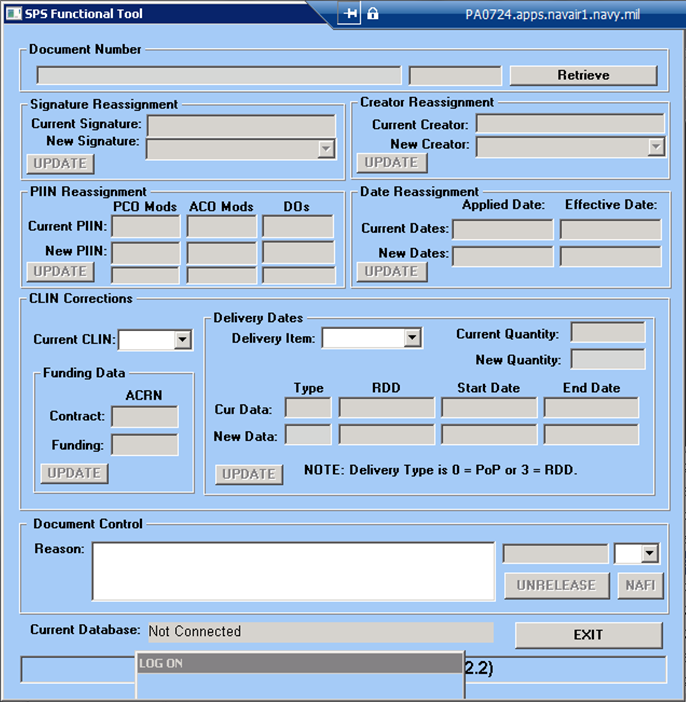 SPS Functional Tool
PA0724.apps.navair1.navy.mil
Document Number
Retrieve
Signature Reassignment
Current Signature:
New Signature:
UPDATE
Creator Reassignment
Current Creator:
New Creator:
UPDATE
PIIN Reassignment
PCO Mods ACO Mods DOs
Current PIIN:
New PIIN:
UPDATE
Date Reassignment
Applied Date: Effective Date:
Current Dates:
New Dates:
UPDATE
CLIN Corrections
Current CLIN:
Funding Data
ACRN
Contract:
Funding:
UPDATE
Delivery Dates
Delivery Item:
Current Quantity:
New Quantity:
Type RDD Start Date End Date
Cur Data:
New Data:
UPDATE
NOTE: Delivery Type is 0 = PoP or 3 = RDD.
Document Control
Reason:
UNRELEASE NAFI
Current Database: Not Connected
EXIT
LOG ON
2.2)